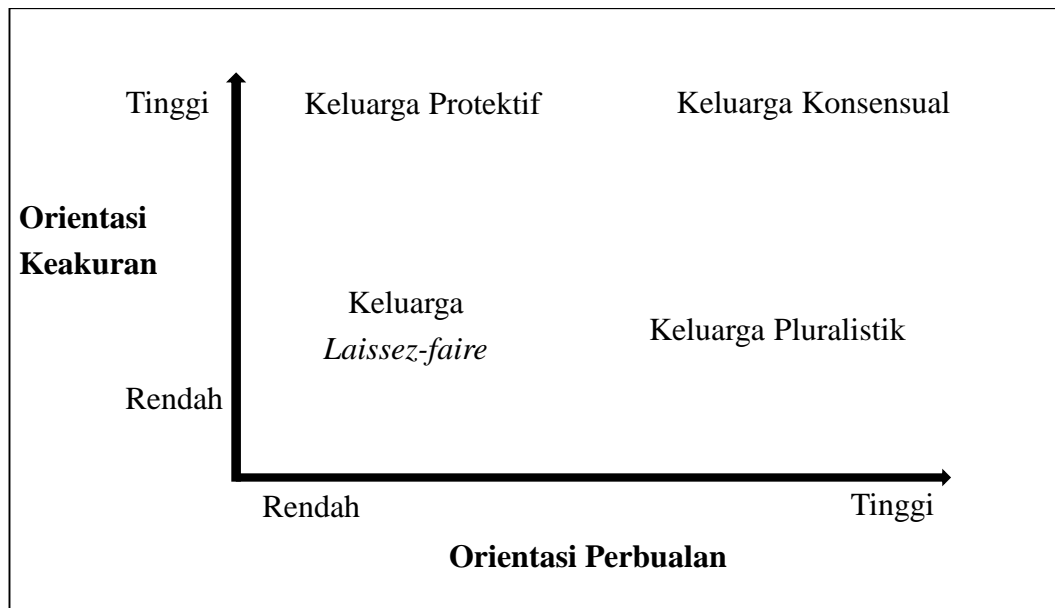 Tinggi
Keluarga Protektif
Keluarga Konsensual
Orientasi
Keakuran
Keluarga
Laissez-faire
Keluarga Pluralistik
Rendah
Rendah
Tinggi
Orientasi Perbualan